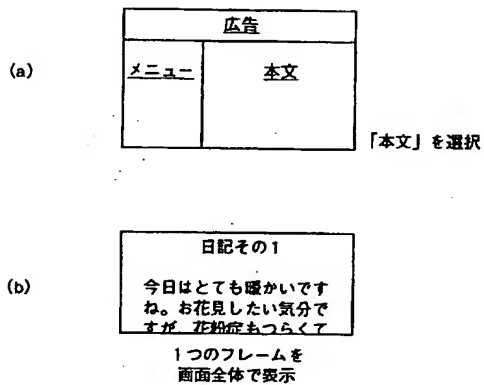 (a)
広告
メニュー 本文
「本文」を選択
(b)
日記その1
今日はとても暖かいです
ね。お花見したい気分で
すが 花粉症もつらくて
1つのフレームを
画面全体で表示